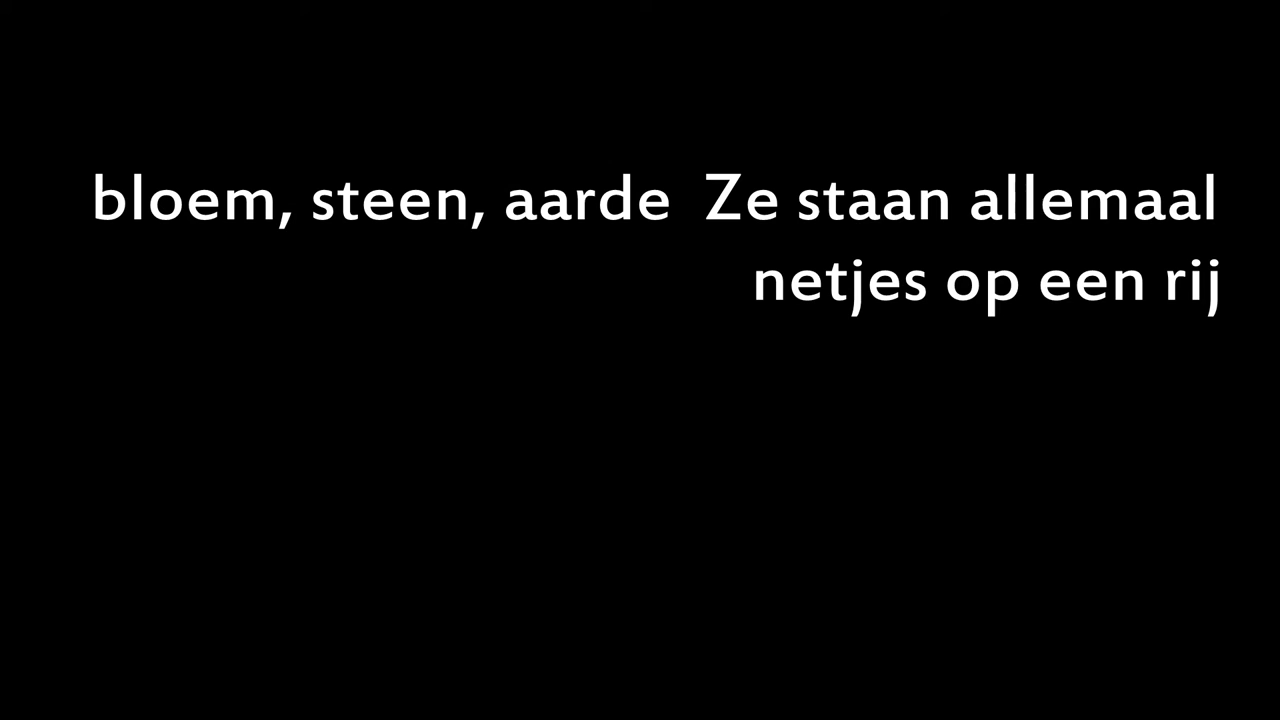 bloem, steen, aarde  Ze staan allemaal
netjes op een rij